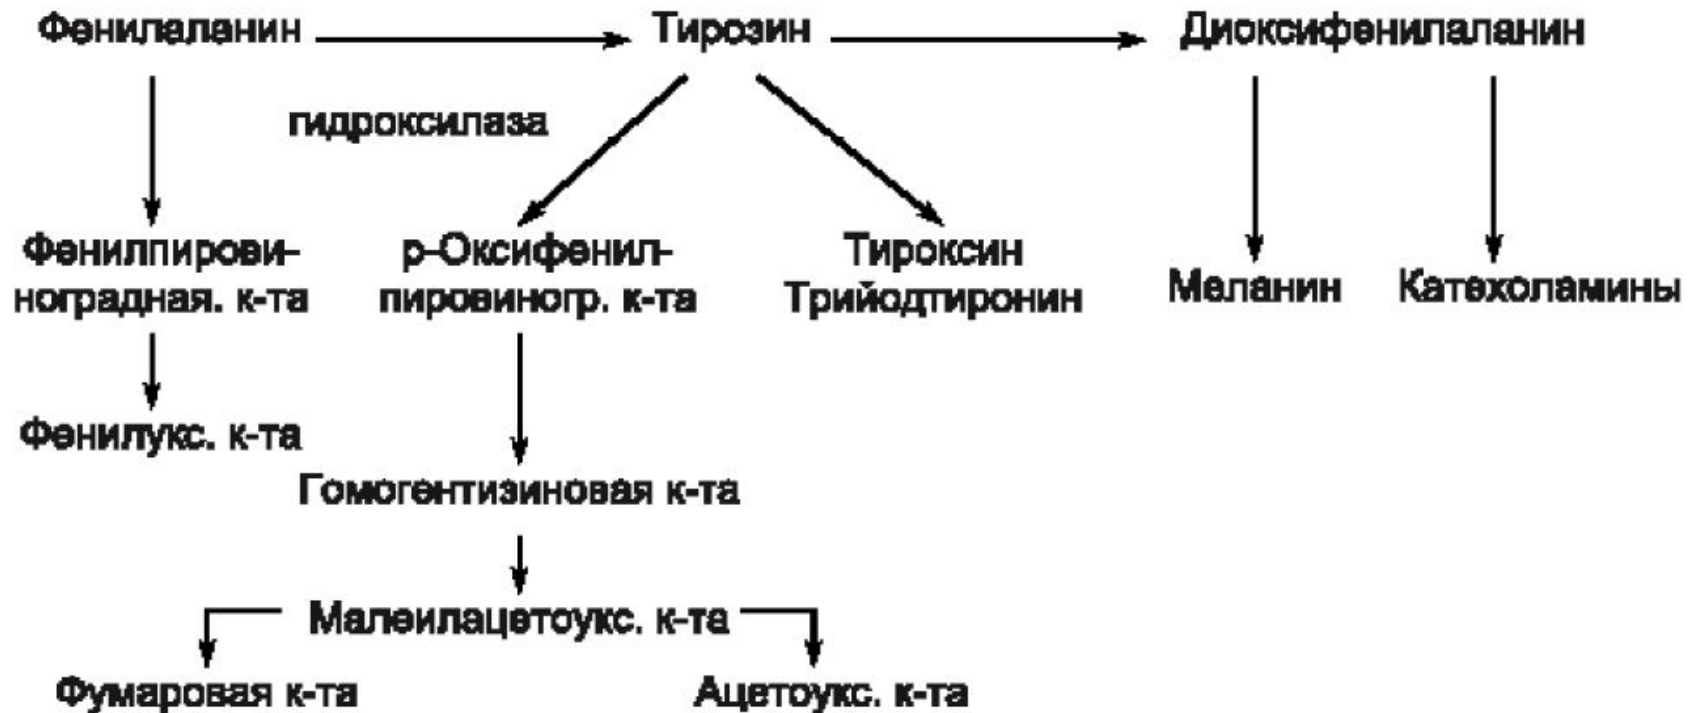 Фенилаланин
Тирозин
Диоксифенилаланин
гидроксилаза
Фенилпирови-
ноградная. к-та
р-Оксифенил-
пировиногр. к-та
Тироксин
Трийодтиронин
Меланин
Катехоламины
Фенилукс. к-та
Гомогентизиновая к-та
Малеилацетоукс. к-та
Фумаровая к-та
Ацетоукс. к-та